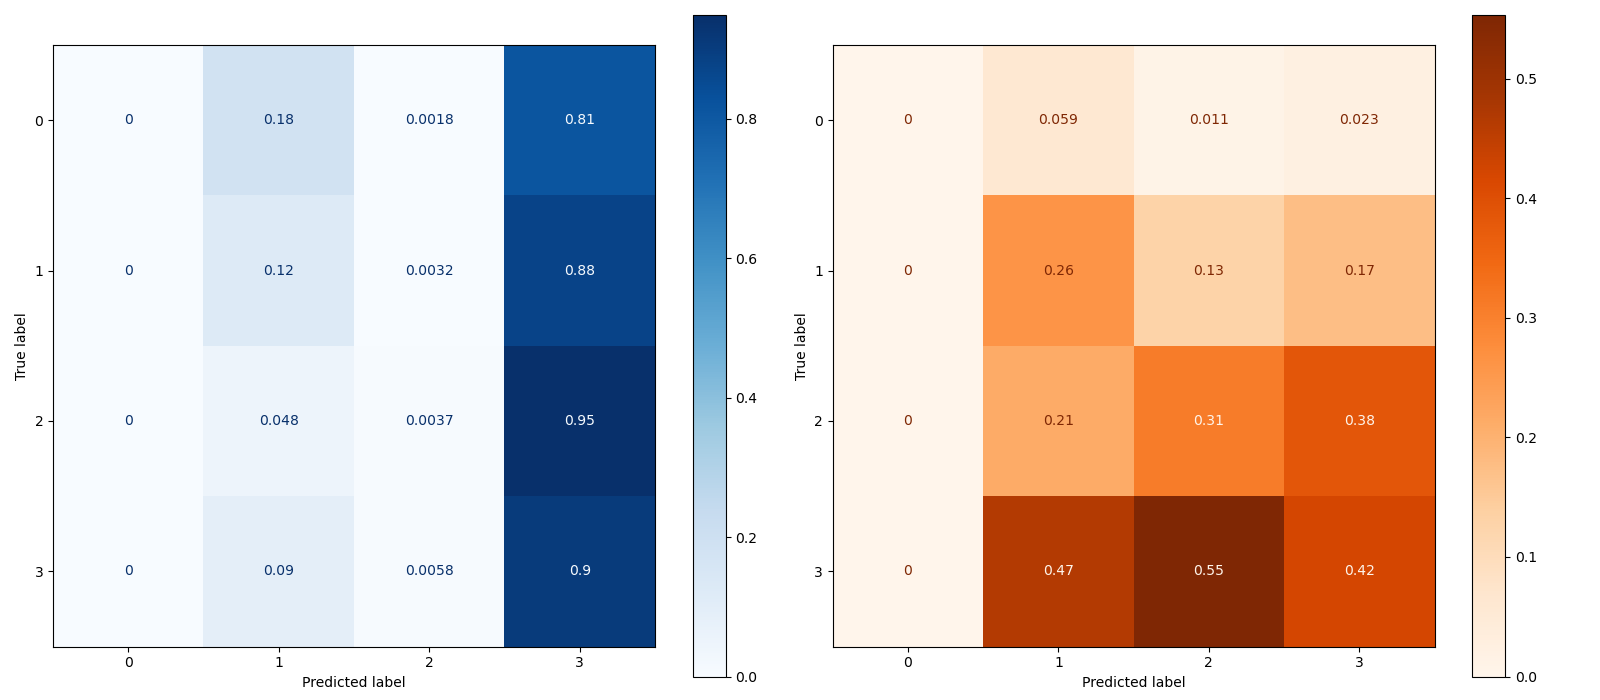 0 0 0.18 0.0018 0.81
1 0 0.12 0.0032 0.88
2 0 0.048 0.0037 0.95
3 0 0.09 0.0058 0.9
0 1 2 3
True label
Predicted label
0.8
0.6
0.4
0.2
0.0
0 0 0.059 0.011 0.023
1 0 0.26 0.13 0.17
2 0 0.21 0.31 0.38
3 0 0.47 0.55 0.42
0 1 2 3
True label
Predicted label
0.5
0.4
0.3
0.2
0.1
0.0